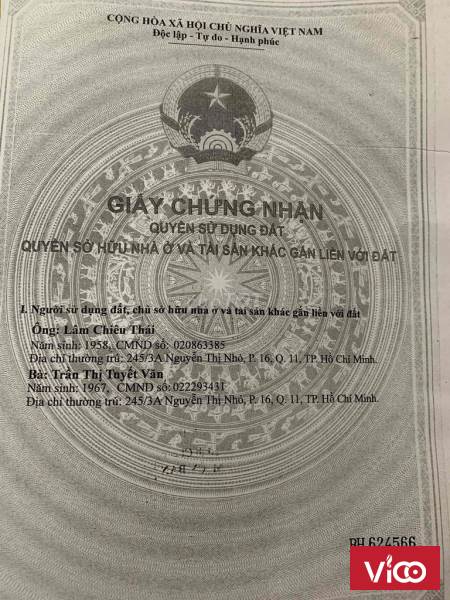 CỘNG HÒA XÃ HỘI CHỦ NGHĨA VIỆT NAM
Độc lập - Tự do - Hạnh phúc
GIẤY CHỨNG NHẬN
QUYỀN SỬ DỤNG ĐẤT
QUYỀN SỞ HỮU NHÀ Ở VÀ TÀI SẢN KHÁC GẮN LIỀN VỚI ĐẤT
I. Người sử dụng đất, chủ sở hữu nhà ở và tài sản khác gắn liền với đất
Ông: Lâm Chiêu Thái
Năm sinh: 1958, CMND số: 020863385
Địa chỉ thường trú: 245/3A Nguyễn Thị Nhỏ, P. 16, Q. 11, TP. Hồ Chí Minh.
Bà: Trần Thị Tuyết Vân
Năm sinh: 1967, CMND số: 022293431
Địa chỉ thường trú: 245/3A Nguyễn Thị Nhỏ, P. 16, Q. 11, TP. Hồ Chí Minh.
BH 624566
Vico